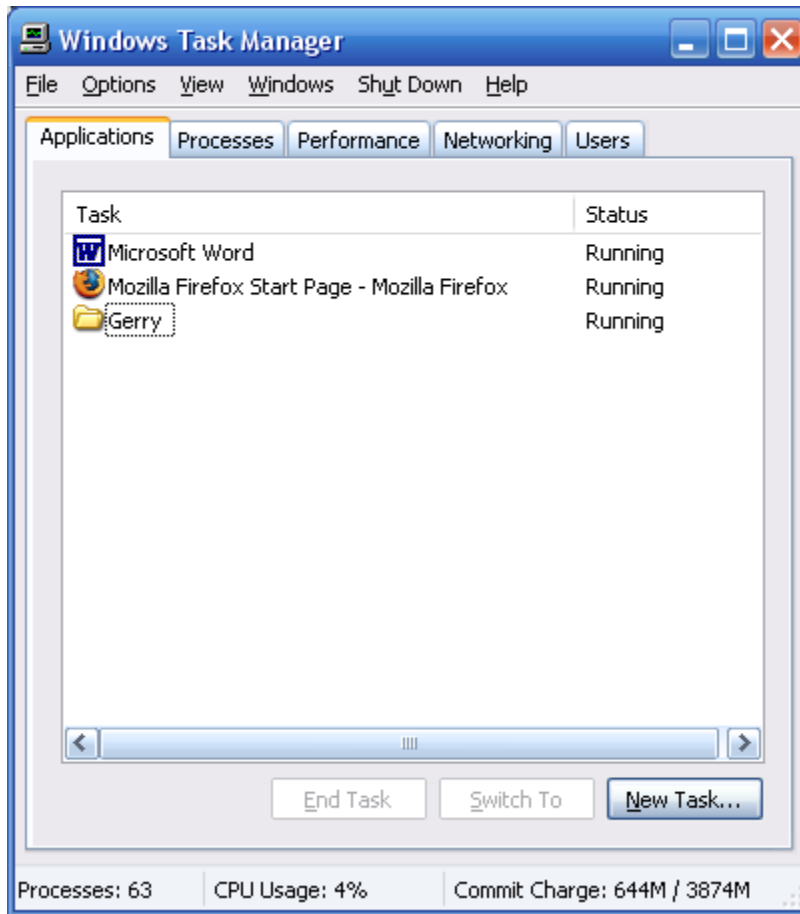 Windows Task Manager
File Options View Windows Shut Down Help
Applications Processes Performance Networking Users
Task Status
Microsoft Word Running
Mozilla Firefox Start Page - Mozilla Firefox Running
Gerry Running
End Task Switch To New Task...
Processes: 63 CPU Usage: 4% Commit Charge: 644M / 3874M